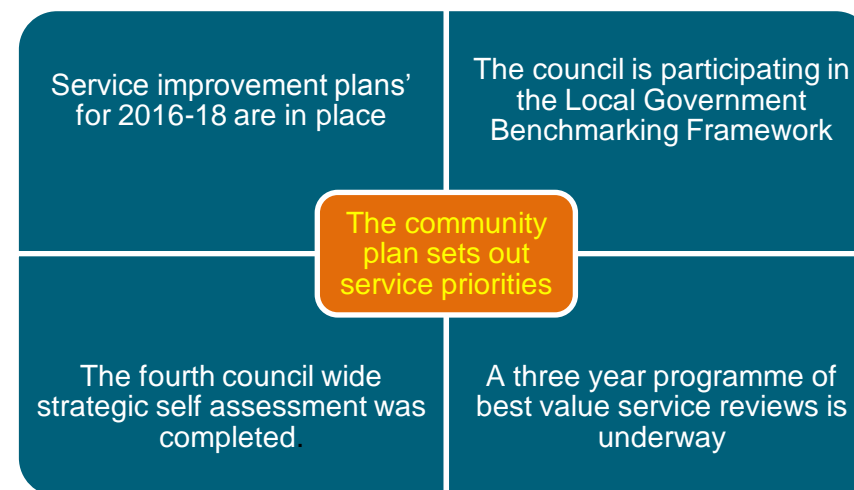 Service improvement plans’
for 2016-18 are in place
The council is participating in
the Local Government
Benchmarking Framework
The community
plan sets out
service priorities
The fourth council wide
strategic self assessment was
completed.
A three year programme of
best value service reviews is
underway